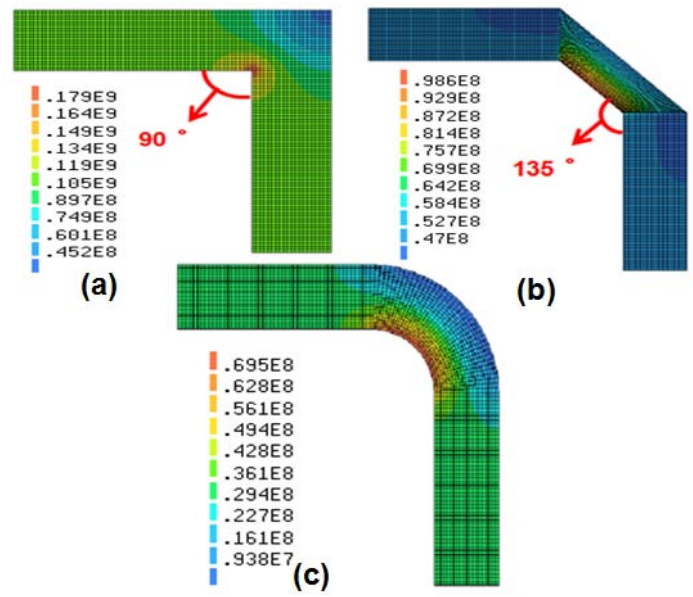 .179E9
.164E9
.149E9
.134E9
.119E9
.105E9
.897E8
.749E8
.601E8
.452E8
90 °
(a)
.986E8
.929E8
.872E8
.814E8
.757E8
.699E8
.642E8
.584E8
.527E8
.47E8
135 °
(b)
.695E8
.628E8
.561E8
.494E8
.428E8
.361E8
.294E8
.227E8
.161E8
.938E7
(c)